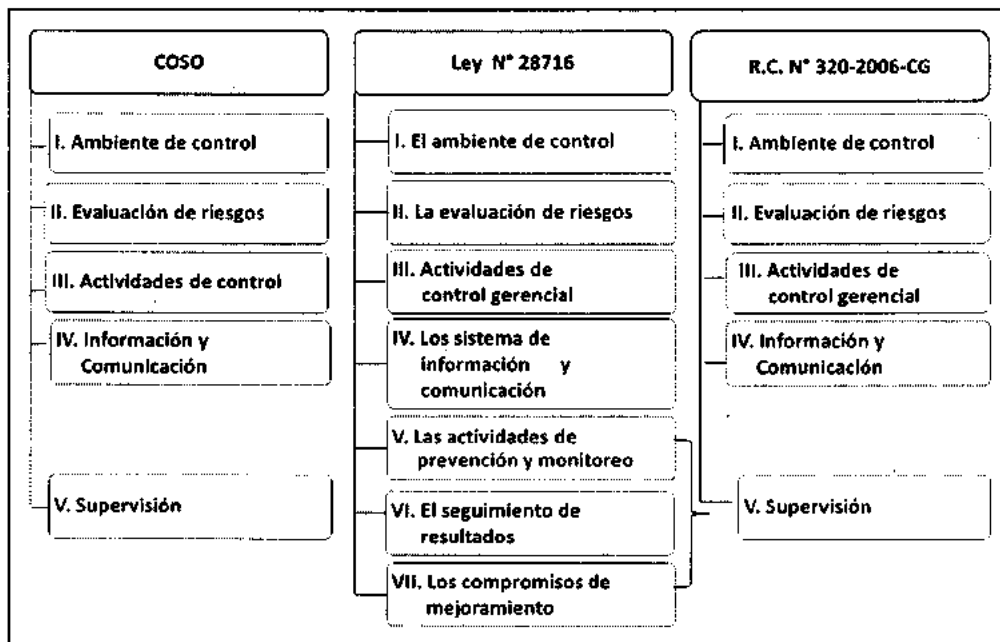 COSO
I. Ambiente de control
II. Evaluación de riesgos
III. Actividades de control
IV. Información y
Comunicación
V. Supervisión
Ley N° 28716
I. El ambiente de control
II. La evaluación de riesgos
III. Actividades de
control gerencial
IV. Los sistema de
información y
comunicación
V. Las actividades de
prevención y monitoreo
VI. El seguimiento de
resultados
VII. Los compromisos de
mejoramiento
R.C. N° 320-2006-CG
I. Ambiente de control
II. Evaluación de riesgos
III. Actividades de
control gerencial
IV. Información y
Comunicación
V. Supervisión